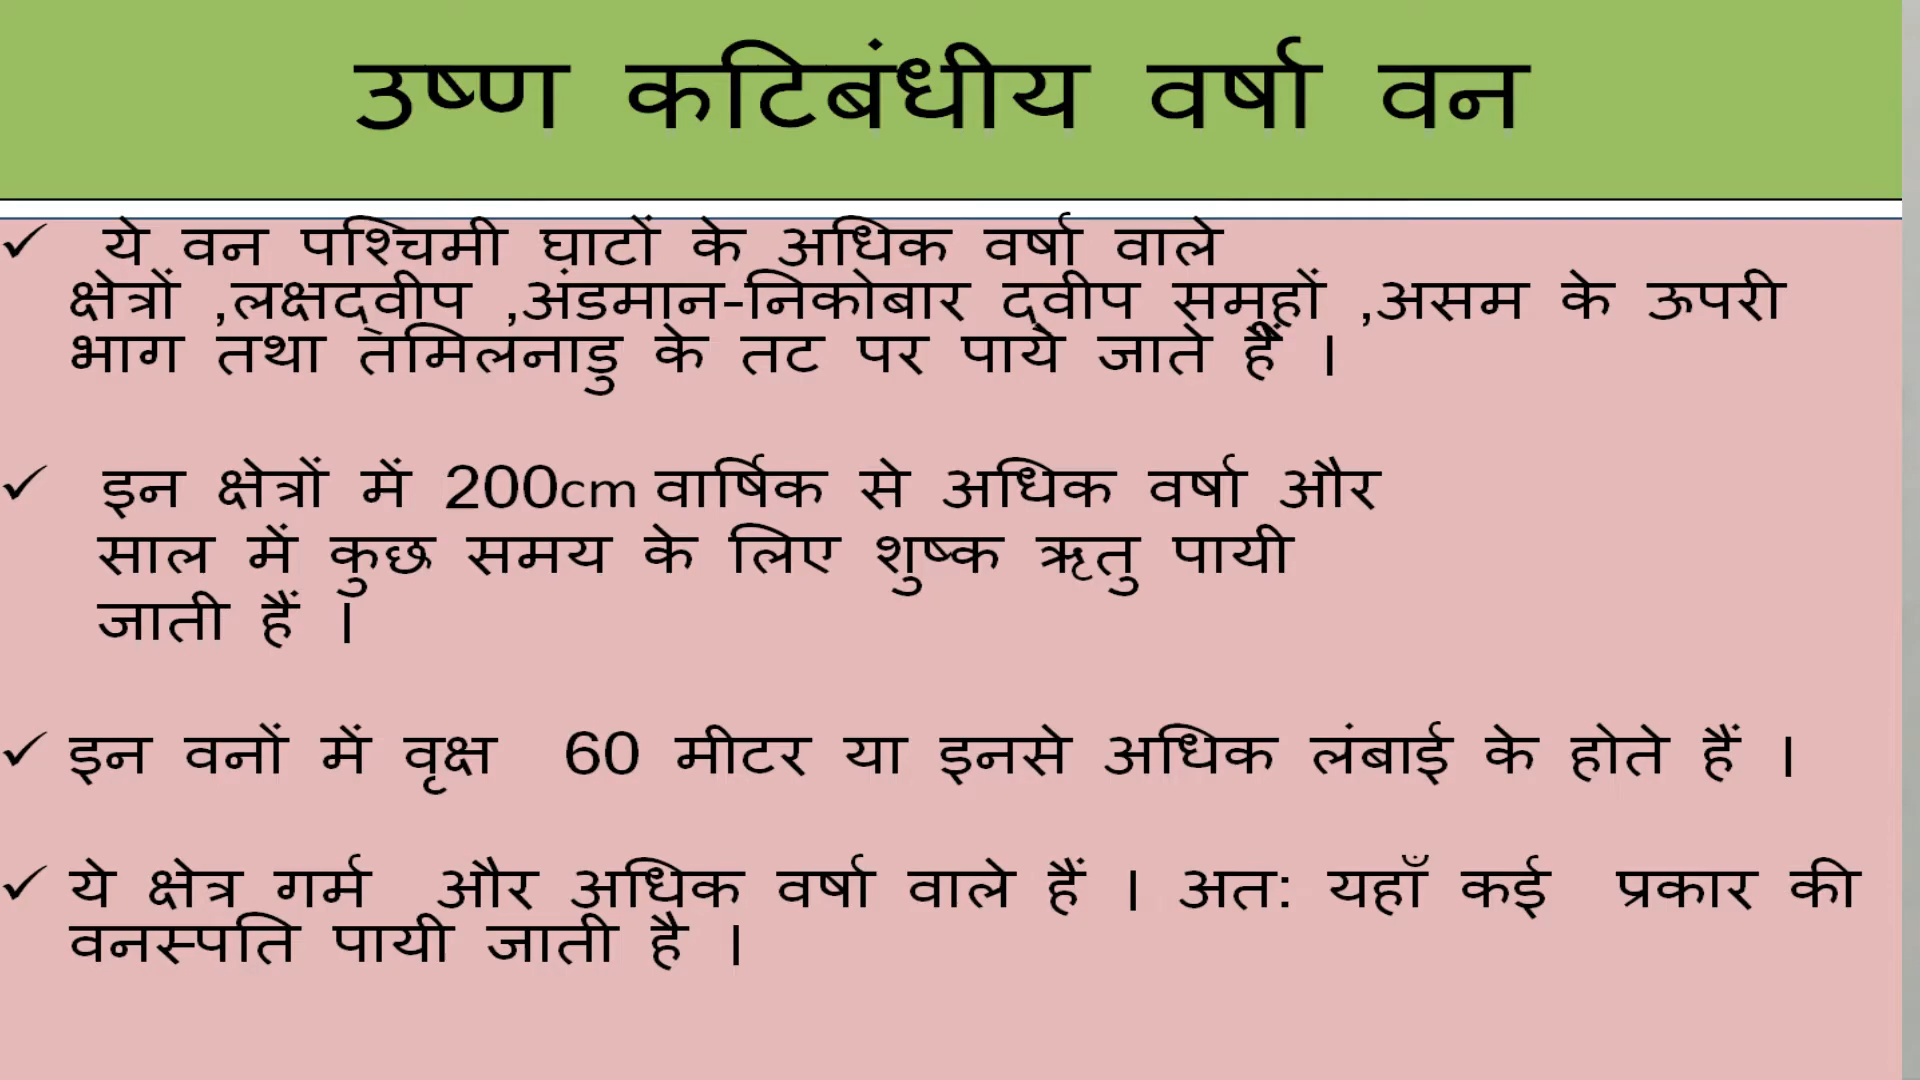 उष्ण कटिबंधीय वर्षा वन
✓ ये वन पश्चिमी घाटों के अधिक वर्षा वाले
क्षेत्रों ,लक्षद्वीप ,अंडमान-निकोबार द्वीप समूहों ,असम के ऊपरी
भाग तथा तमिलनाडु के तट पर पाये जाते हैं ।
✓ इन क्षेत्रों में 200cm वार्षिक से अधिक वर्षा और
साल में कुछ समय के लिए शुष्क ऋतु पायी
जाती हैं ।
✓ इन वनों में वृक्ष 60 मीटर या इनसे अधिक लंबाई के होते हैं ।
✓ ये क्षेत्र गर्म और अधिक वर्षा वाले हैं । अत: यहाँ कई प्रकार की
वनस्पति पायी जाती है ।